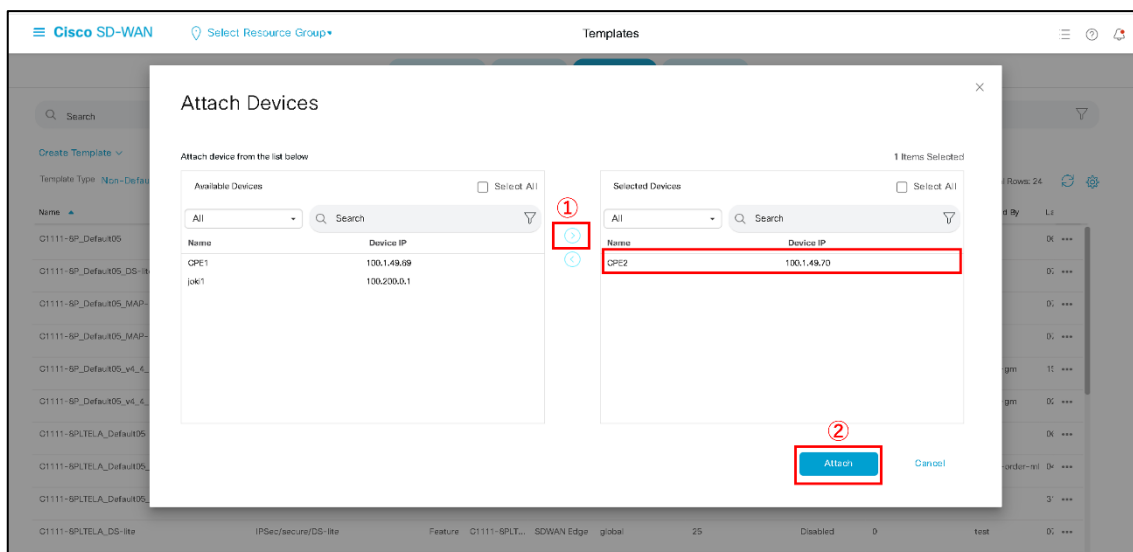 Cisco SD-WAN Select Resource Group▾ Templates
Search
Create Template
Template Type Non-Defau
Rows: 24
Name d By
C1111-8P_Default05
C1111-8P_Default05_DS-lit
C1111-8P_Default05_MAP-
C1111-8P_Default05_MAP-
C1111-8P_Default05_v4_4_ gm
C1111-8P_Default05_v4_4_ gm
C1111-8PLTELA_Default05
C1111-8PLTELA_Default05_ -order-ml
C1111-8PLTELA_Default05_
C1111-8PLTELA_DS-lite IPSec/secure/DS-lite Feature C1111-8PLT... SDWAN Edge global 25 Disabled 0 test
Attach Devices
Attach device from the list below 1 Items Selected
Available Devices Select All
All Search
Name Device IP
CPE1 100.1.49.69
joki1 100.200.0.1
①
Selected Devices Select All
All Search
Name Device IP
CPE2 100.1.49.70
②
Attach Cancel